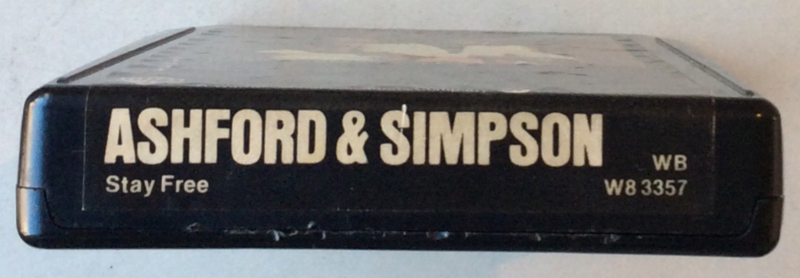 ASHFORD & SIMPSON
Stay Free
WB
W8 3357